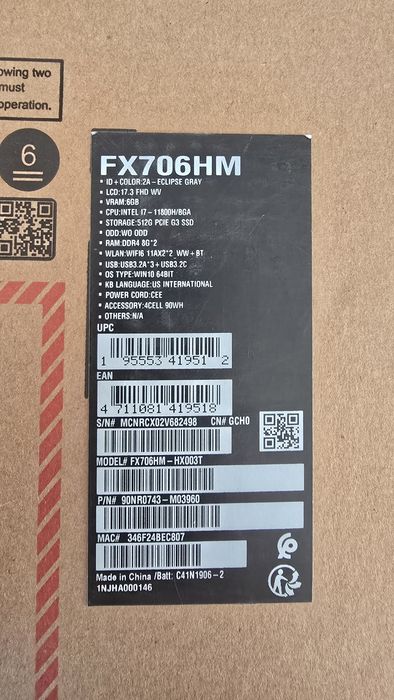 owing two
must
operation.
6
FX706HM
• ID+COLOR:2A-ECLIPSE GRAY
• LCD:17.3 FHD WV
• VRAM:6GB
• CPU:INTEL I7-11800H/BGA
• STORAGE:512G PCIE G3 SSD
• ODD:WO ODD
• RAM:DDR4 8G*2
• WLAN:WIFI6 11AX2*2 WW+BT
• USB:USB3.2A*3+USB3.2C
• OS TYPE:WIN10 64BIT
• KB LANGUAGE:US INTERNATIONAL
• POWER CORD:CEE
• ACCESSORY:4CELL 90WH
• OTHERS:N/A
UPC
1 95553 41951 2
EAN
4 711081 419518
S/N# MCNRCX02V682498 CN# GCH0
MODEL# FX706HM-HX003T
P/N# 90NR0743-M03960
MAC# 346F24BEC807
Made in China /Batt: C41N1906-2
1NJHA000146